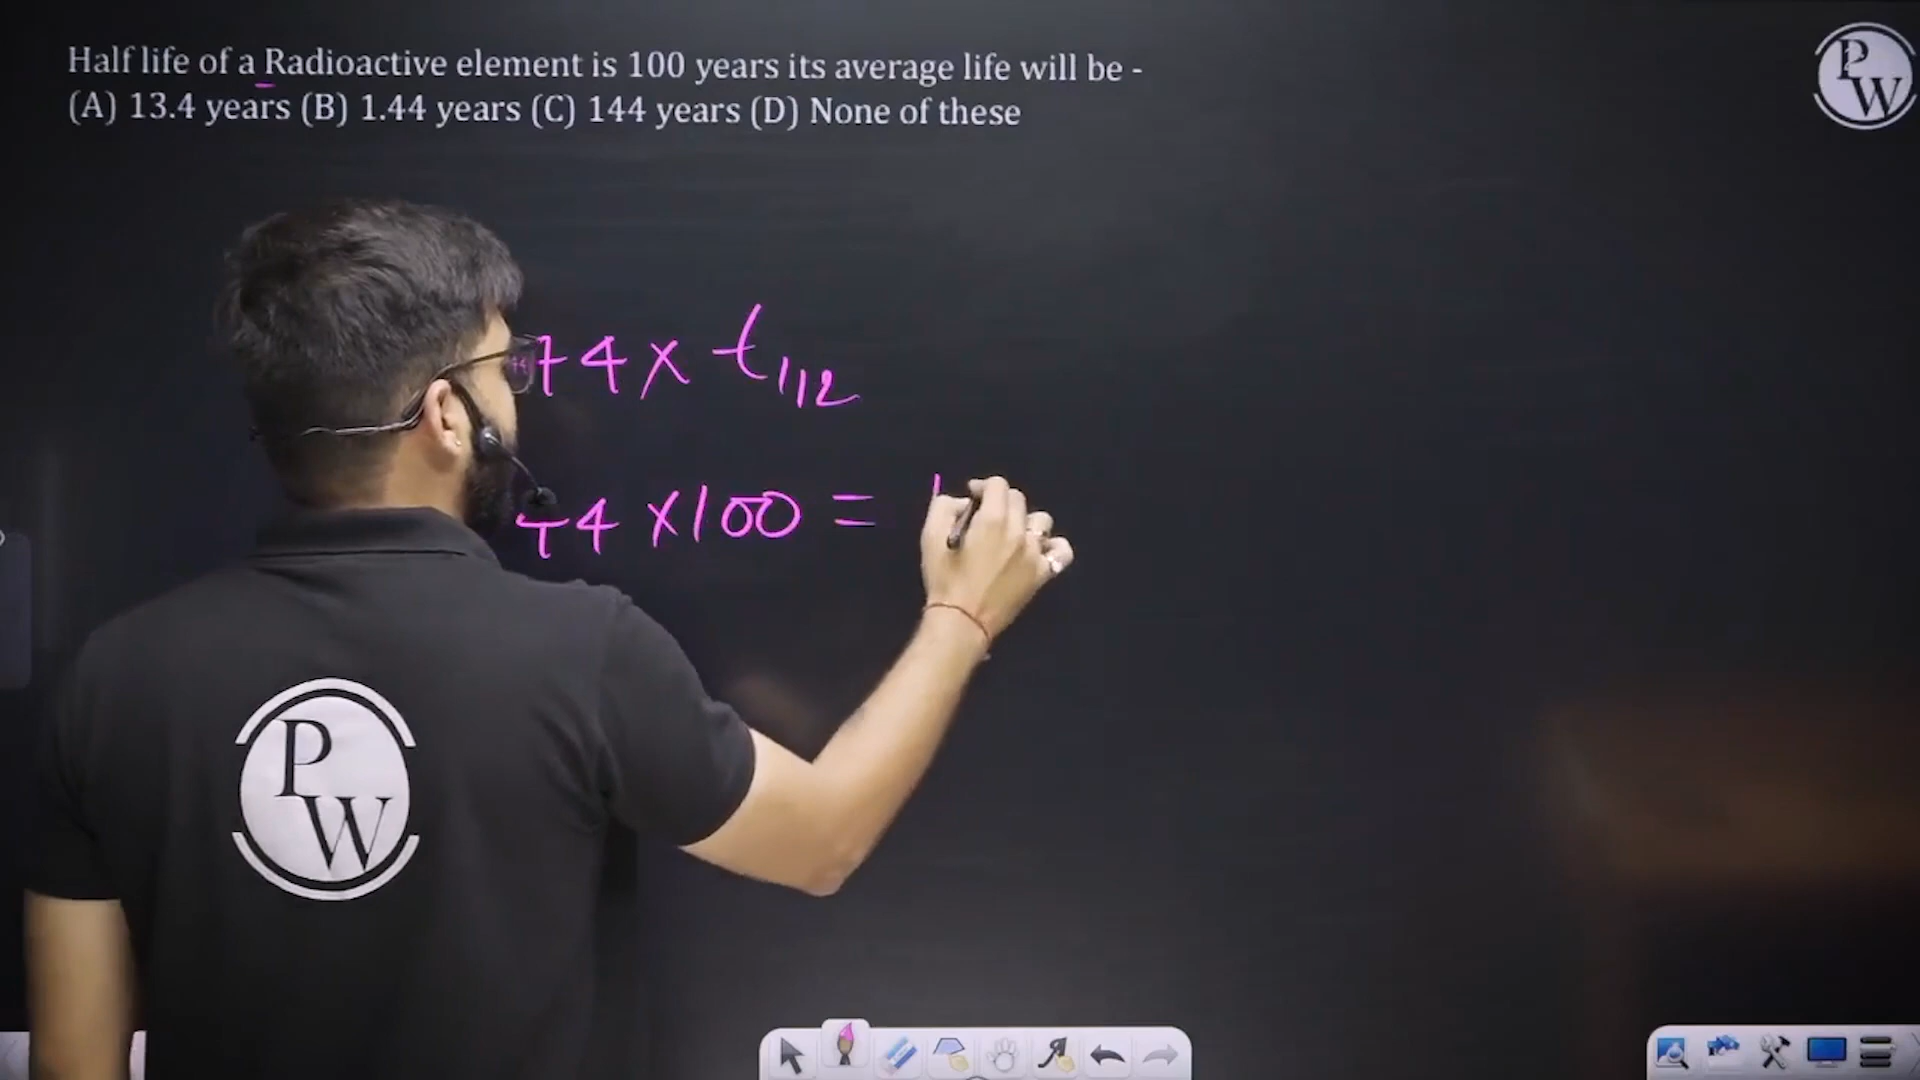 Half life of a Radioactive element is 100 years its average life will be -
(A) 13.4 years (B) 1.44 years (C) 144 years (D) None of these
PW
44 × t1/2
44 ×100 =
PW